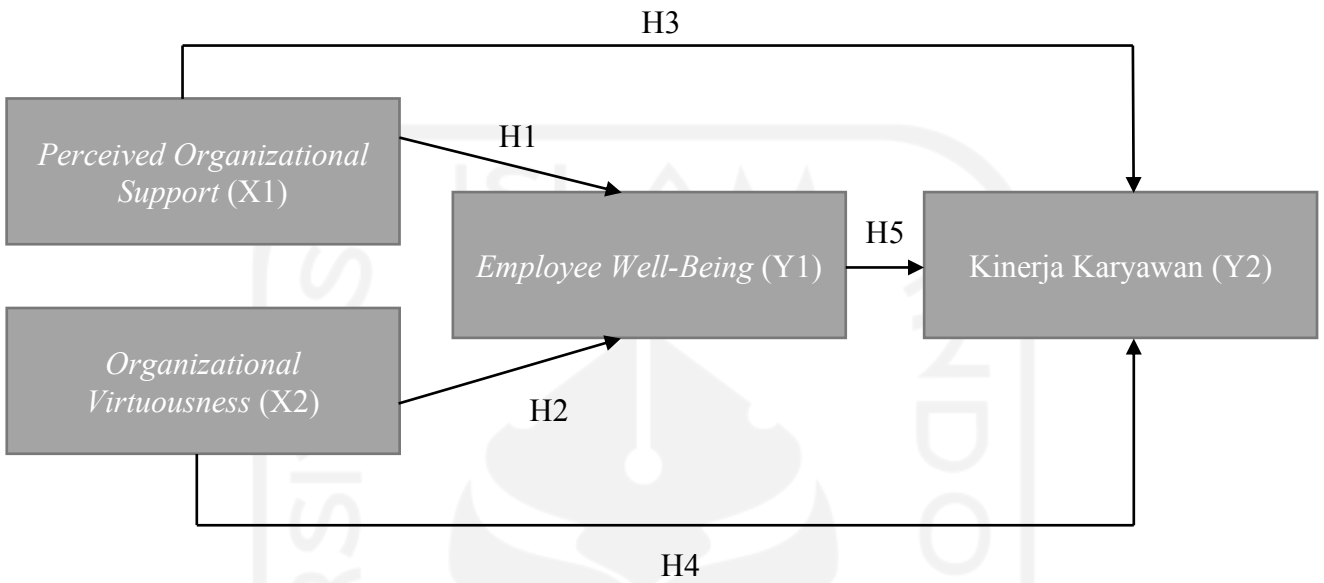 H3
Perceived Organizational
Support (X1)
H1
Employee Well-Being (Y1)
H5
Kinerja Karyawan (Y2)
Organizational
Virtuousness (X2)
H2
H4